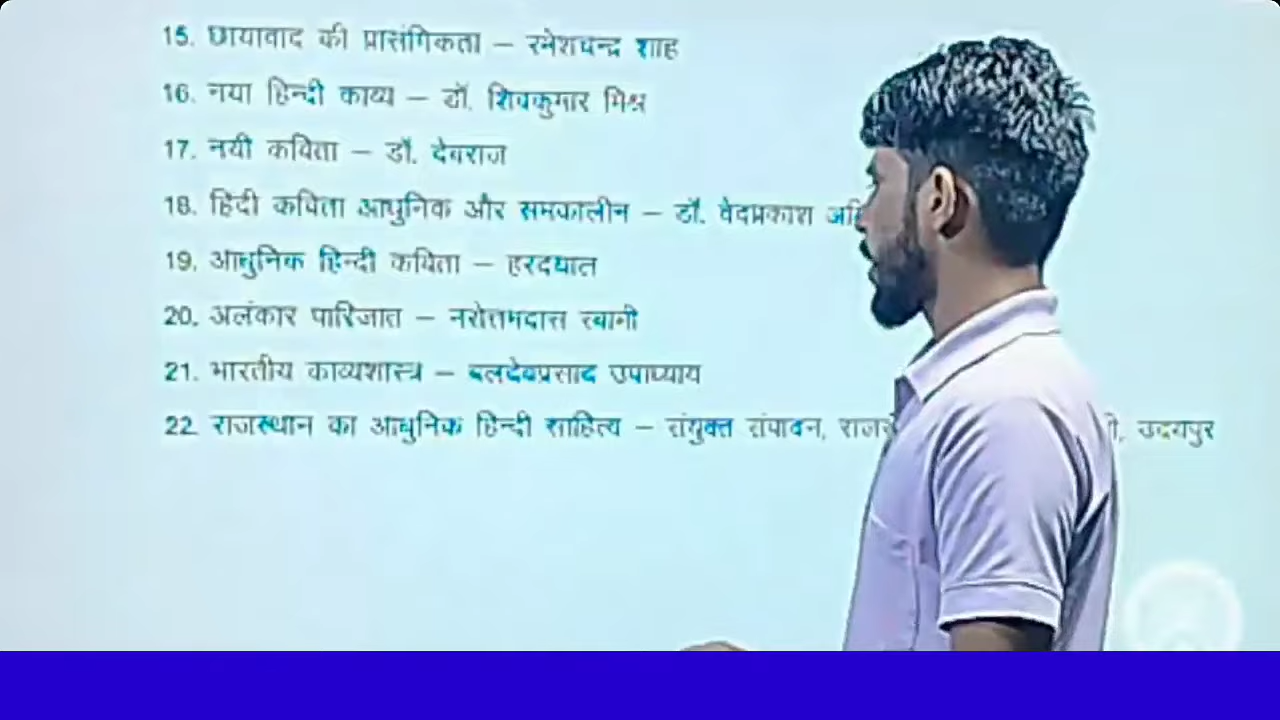 15. छायावाद की प्रासंगिकता – रमेशचन्द्र शाह
16. नया हिन्दी काव्य – डॉ. शिवकुमार मिश्र
17. नयी कविता – डॉ. देवराज
18. हिंदी कविता आधुनिक और समकालीन – डॉ. वेदप्रकाश
19. आधुनिक हिन्दी कविता – हरदयाल
20. अलंकार पारिजात – नरोत्तमदास स्वामी
21. भारतीय काव्यशास्त्र – बलदेवप्रसाद उपाध्याय
22. राजस्थान का आधुनिक हिन्दी साहित्य – संयुक्त संपादन, उदयपुर